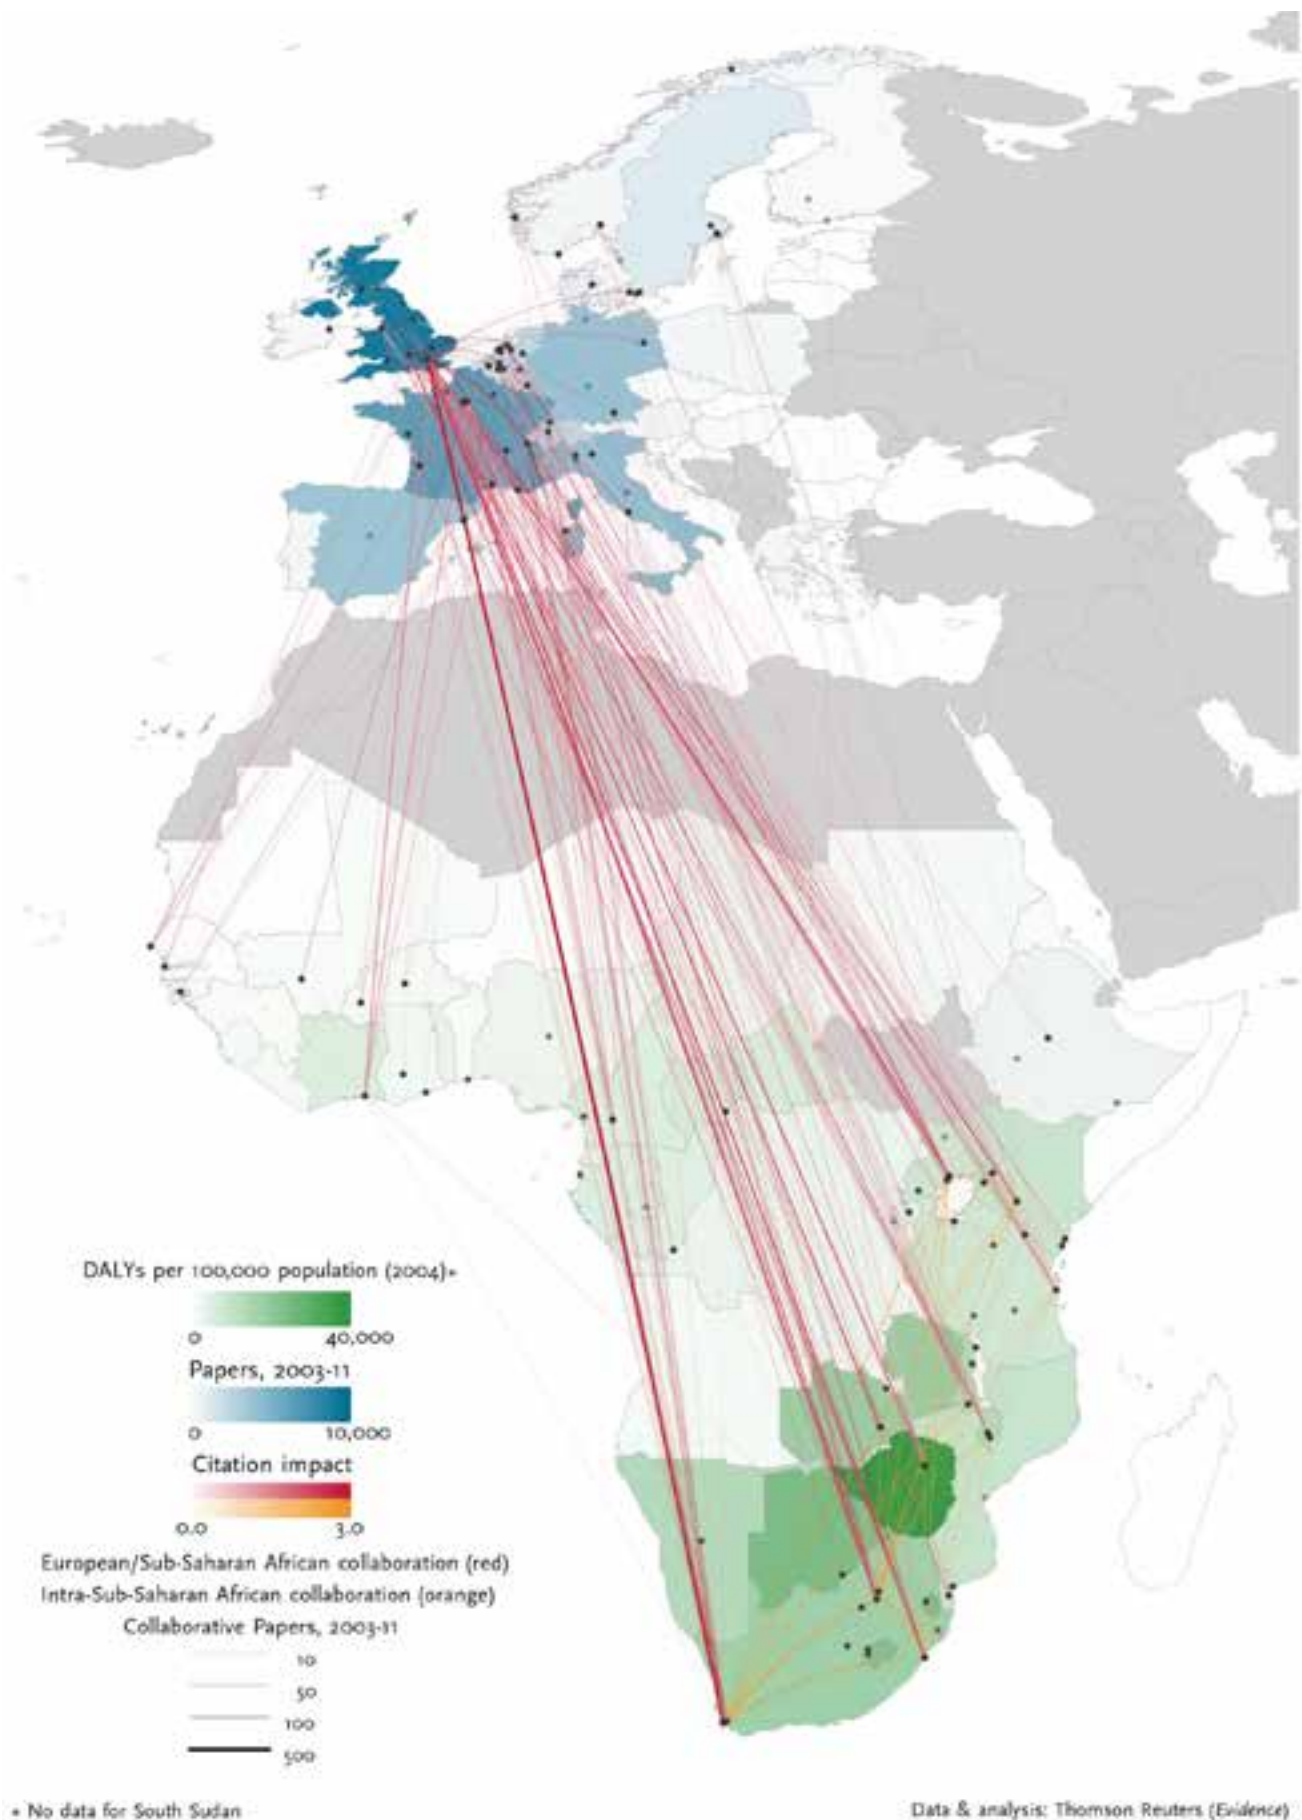 DALYs per 100,000 population (2004)*
0 40,000
Papers, 2003-11
0 10,000
Citation impact
0.0 3.0
European/Sub-Saharan African collaboration (red)
Intra-Sub-Saharan African collaboration (orange)
Collaborative Papers, 2003-11
10
50
100
500
* No data for South Sudan
Data & analysis: Thomson Reuters (Evidence)